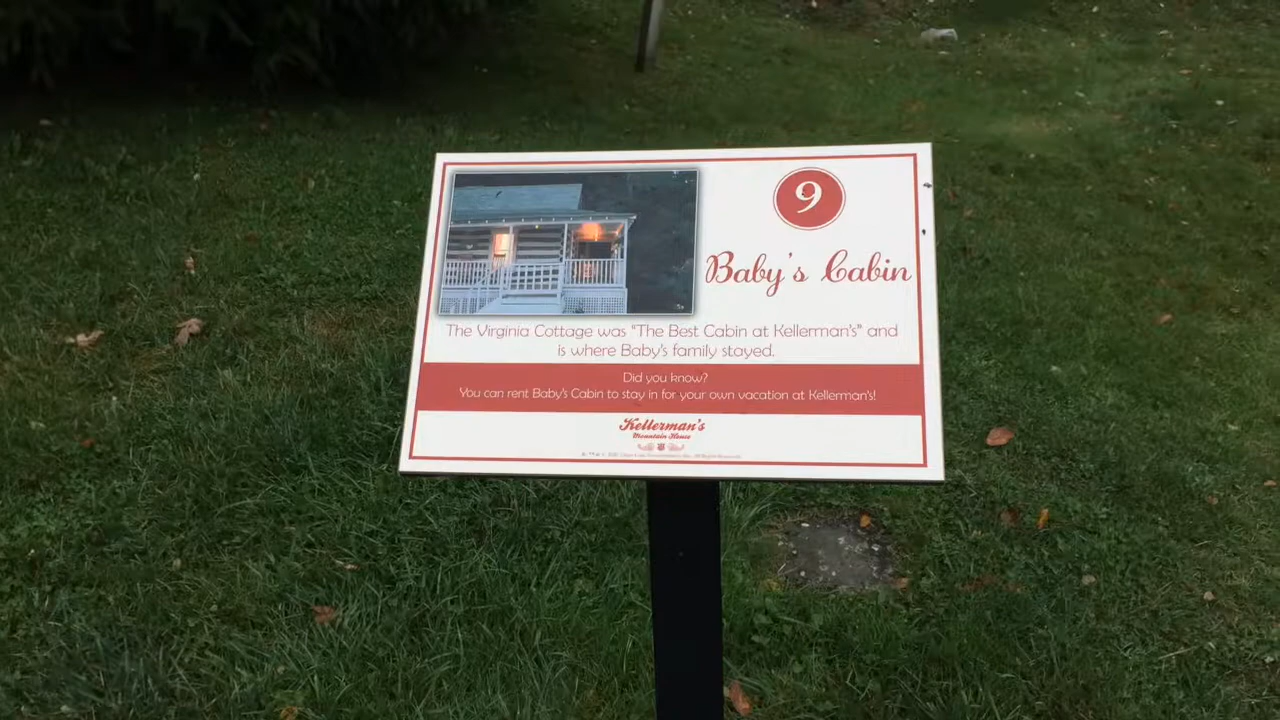 9
Baby's Cabin
The Virginia Cottage was "The Best Cabin at Kellerman's" and
is where Baby's family stayed.
Did you know?
You can rent Baby's Cabin to stay in for your own vacation at Kellerman's!
Kellerman's
Mountain House